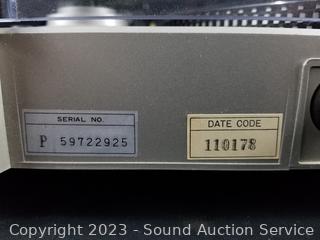 SERIAL NO.
P 59722925
DATE CODE
110178
Copyright 2023 - Sound Auction Service